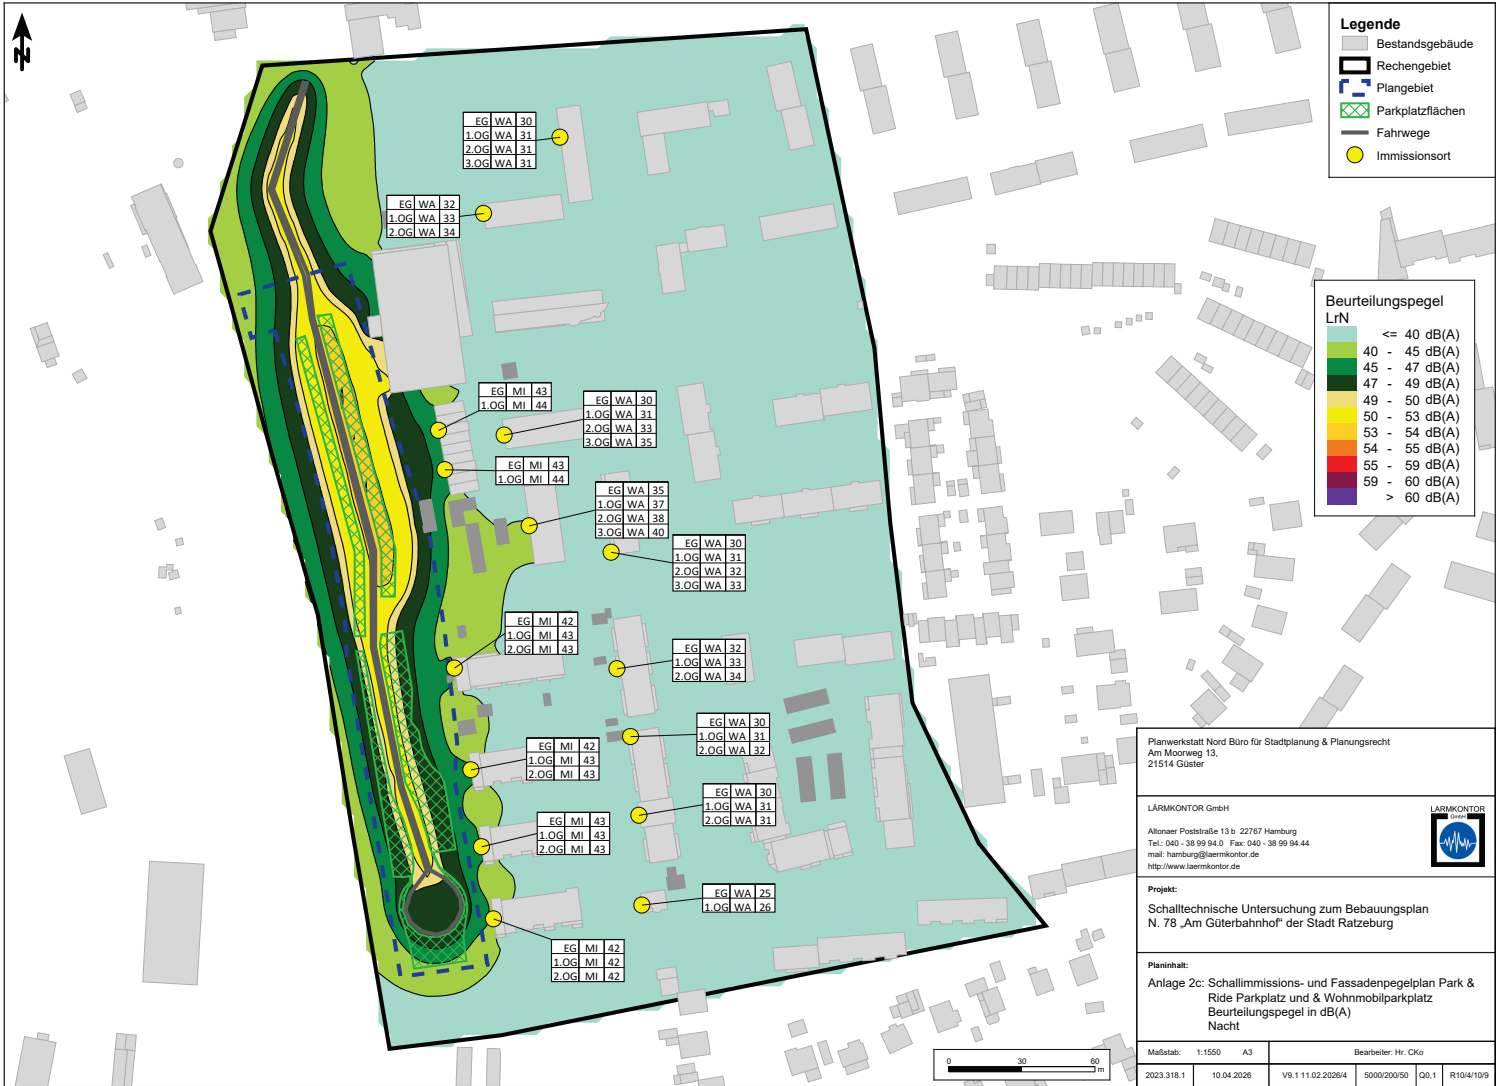 N
Legende
Bestandsgebäude
Rechengebiet
Plangebiet
Parkplatzflächen
Fahrwege
Immissionsort
EG WA 30
1.OG WA 31
2.OG WA 31
3.OG WA 31
EG WA 32
1.OG WA 33
2.OG WA 34
EG MI 43
1.OG MI 44
EG WA 30
1.OG WA 31
2.OG WA 33
3.OG WA 35
EG MI 43
1.OG MI 44
EG WA 35
1.OG WA 37
2.OG WA 38
3.OG WA 40
EG WA 30
1.OG WA 31
2.OG WA 32
3.OG WA 33
EG MI 42
1.OG MI 43
2.OG MI 43
EG WA 32
1.OG WA 33
2.OG WA 34
EG WA 30
1.OG WA 31
2.OG WA 32
EG MI 42
1.OG MI 43
2.OG MI 43
EG WA 30
1.OG WA 31
2.OG WA 31
EG MI 43
1.OG MI 43
2.OG MI 43
EG WA 25
1.OG WA 26
EG MI 42
1.OG MI 42
2.OG MI 42
Beurteilungspegel
LrN
<= 40 dB(A)
40 - 45 dB(A)
45 - 47 dB(A)
47 - 49 dB(A)
49 - 50 dB(A)
50 - 53 dB(A)
53 - 54 dB(A)
54 - 55 dB(A)
55 - 59 dB(A)
59 - 60 dB(A)
> 60 dB(A)
Planwerkstatt Nord Büro für Stadtplanung & Planungsrecht
Am Moorweg 13,
21514 Güster
LÄRMKONTOR GmbH
Altonaer Poststraße 13 b 22767 Hamburg
Tel.: 040 - 38 99 94.0 Fax: 040 - 38 99 94.44
mail: hamburg@laermkontor.de
http://www.laermkontor.de
LÄRMKONTOR
GmbH
Projekt:
Schalltechnische Untersuchung zum Bebauungsplan
N. 78 „Am Güterbahnhof“ der Stadt Ratzeburg
Planinhalt:
Anlage 2c: Schallimmissions- und Fassadenpegelplan Park &
Ride Parkplatz und & Wohnmobilparkplatz
Beurteilungspegel in dB(A)
Nacht
Maßstab: 1:1550 A3 Bearbeiter: Hr. CKo
2023.318.1 10.04.2026 V9.1 11.02.2026/4 5000/200/50 Q0,1 R10/4/10/9
0 30 60
m